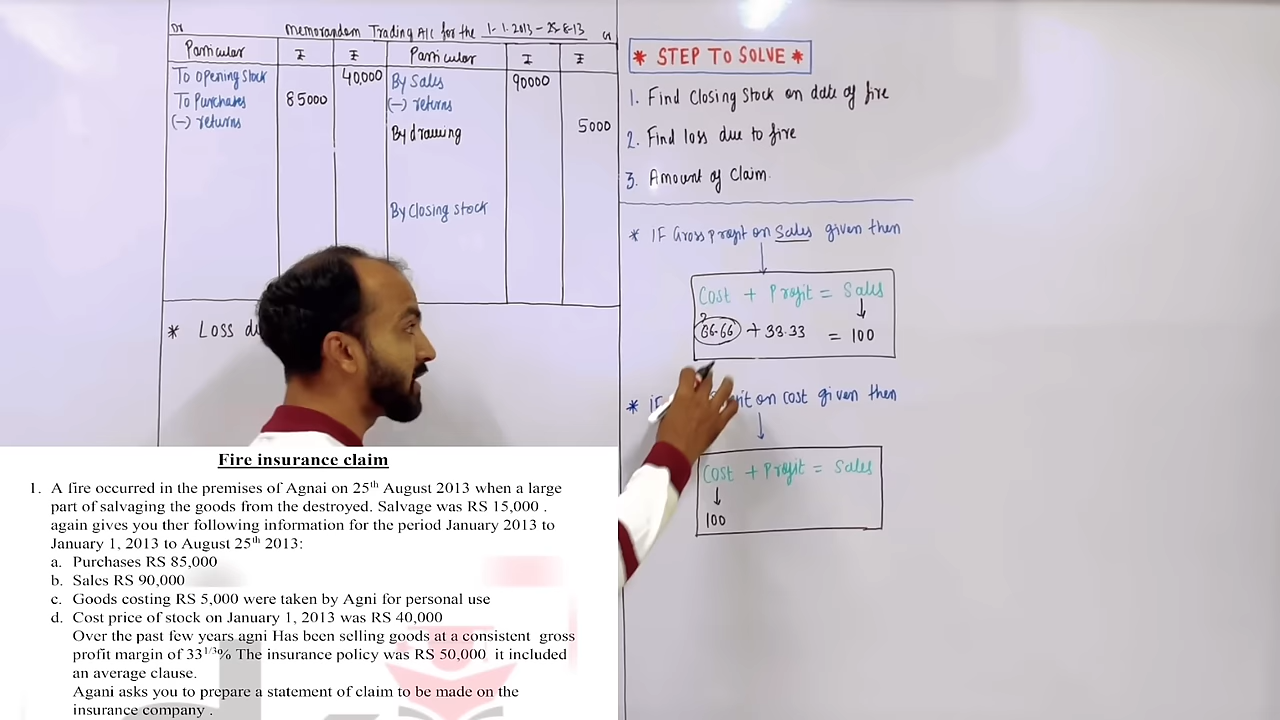 Dr Memorandam Trading A/C for the 1-1.2013-25-8-13 Cr
Particular ₹ ₹ Particular ₹ ₹
To opening stock 40,000 By Sales 90000
To Purchases 85000 (-) returns
(-) returns By drawing 5000
By Closing stock
* Loss
* STEP TO SOLVE *
1. Find Closing Stock on date of fire
2. Find loss due to fire
3. Amount of Claim.
* IF Gross profit on Sales given then
Cost + Profit = Sales
?
66.66 + 33.33 = 100
* on cost given then
Cost + Profit = Sales
100
Fire insurance claim
1. A fire occurred in the premises of Agnai on 25th August 2013 when a large
part of salvaging the goods from the destroyed. Salvage was RS 15,000 .
again gives you ther following information for the period January 2013 to
January 1, 2013 to August 25th 2013:
a. Purchases RS 85,000
b. Sales RS 90,000
c. Goods costing RS 5,000 were taken by Agni for personal use
d. Cost price of stock on January 1, 2013 was RS 40,000
Over the past few years agni Has been selling goods at a consistent gross
profit margin of 33 1/3% The insurance policy was RS 50,000 it included
an average clause.
Agani asks you to prepare a statement of claim to be made on the
insurance company .